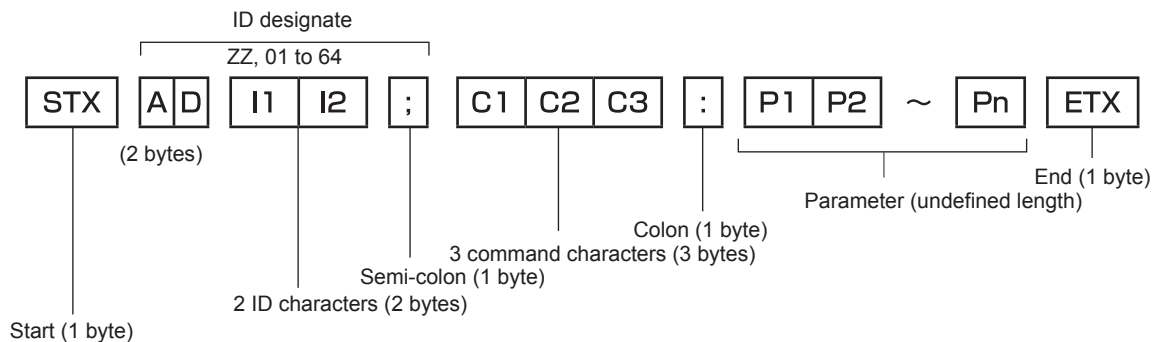 ID designate
ZZ, 01 to 64
STX A D I1 I2 ; C1 C2 C3 : P1 P2 ～ Pn ETX
(2 bytes)
End (1 byte)
Parameter (undefined length)
Colon (1 byte)
3 command characters (3 bytes)
Semi-colon (1 byte)
2 ID characters (2 bytes)
Start (1 byte)